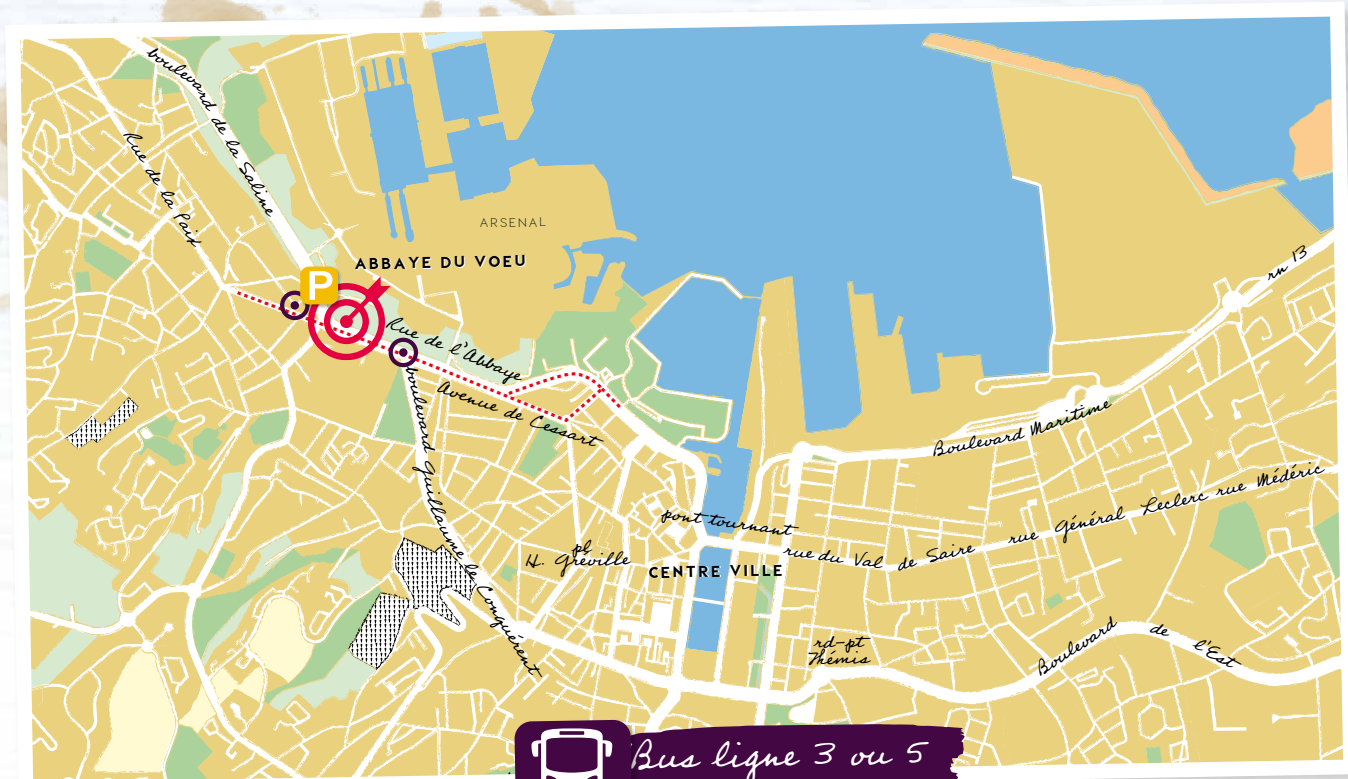 boulevard de la Saline
Rue de la Paix
ARSENAL
ABBAYE DU VOEU
P
rn 13
Rue de l'Abbaye
Avenue de Cessart
boulevard Guillaume le Conquérant
Boulevard Maritime
rue Général Leclerc rue Médéric
pont tournant
rue du Val de Saire
pl
H. Gréville
CENTRE VILLE
rd-pt
Thémis
Boulevard de l'Est
Bus ligne 3 ou 5